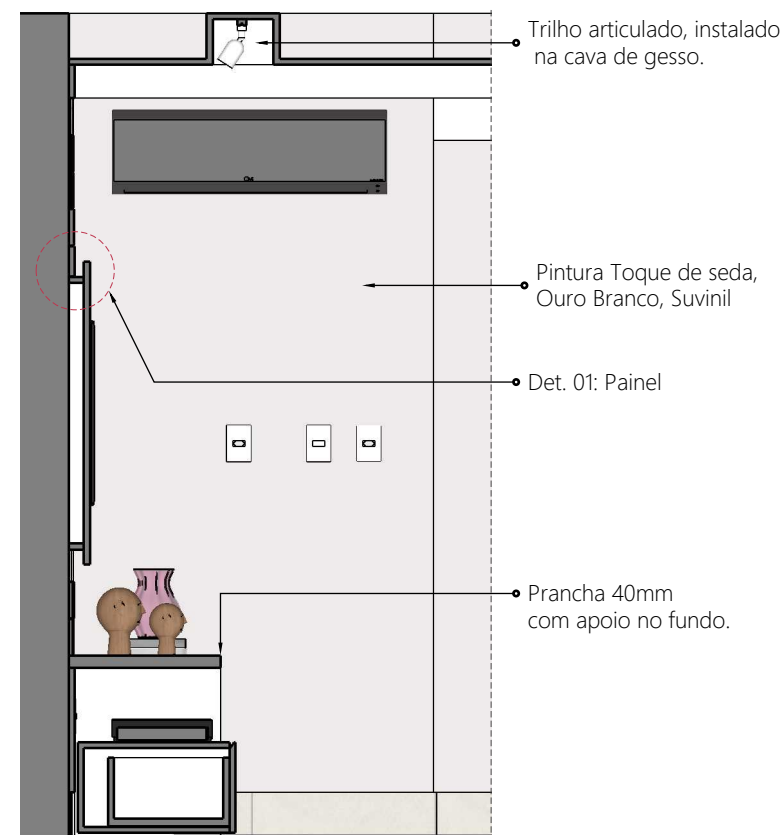 Trilho articulado, instalado
na cava de gesso.
Pintura Toque de seda,
Ouro Branco, Suvinil
Det. 01: Painel
Prancha 40mm
com apoio no fundo.